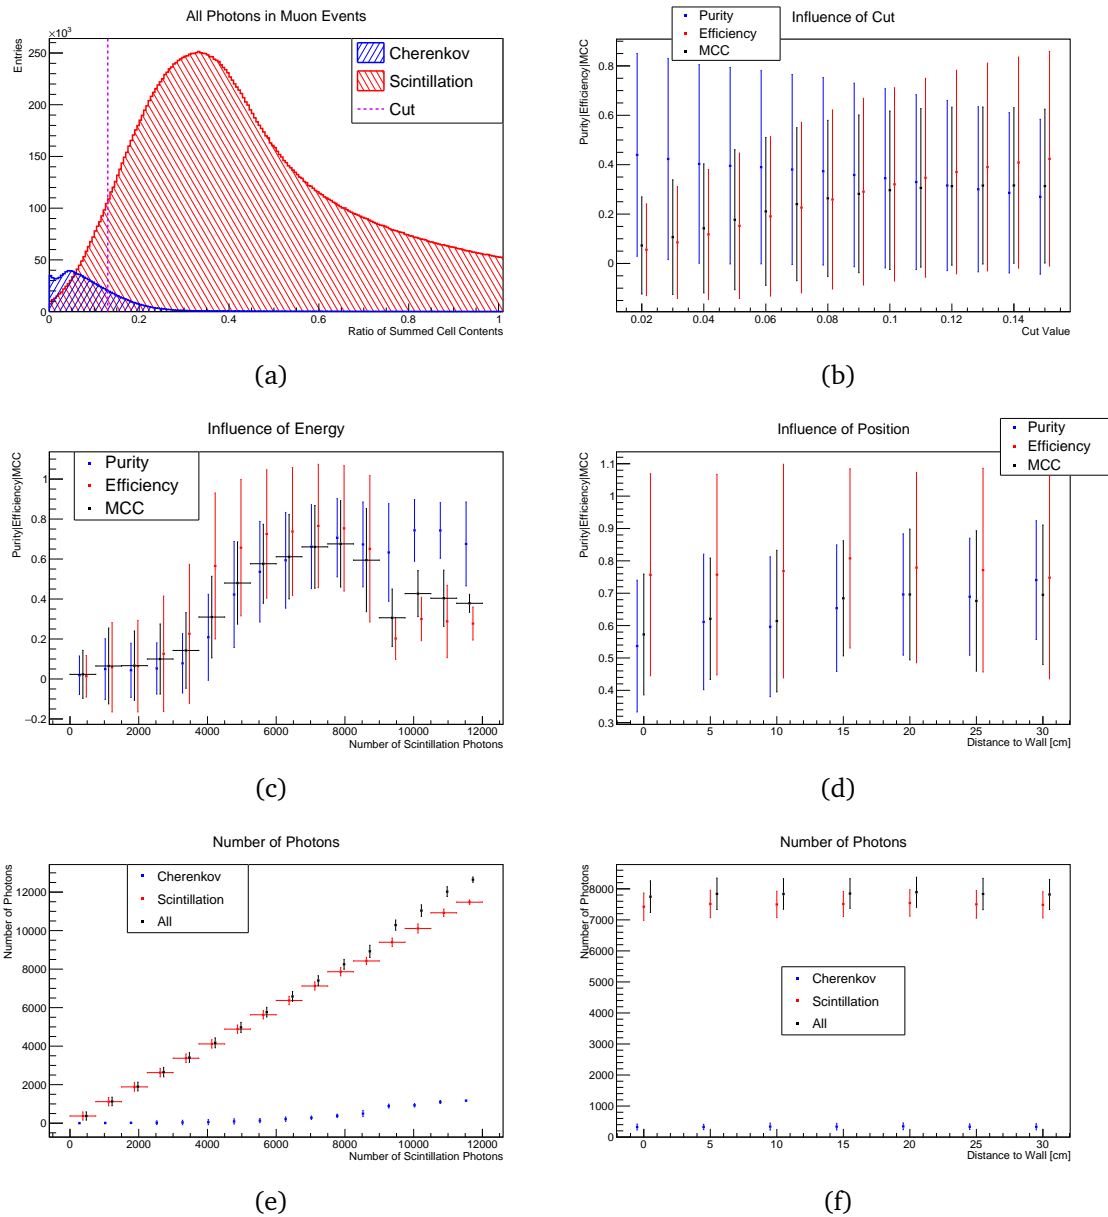 All Photons in Muon Events
×10³
Entries
250
200
150
100
50
0
Cherenkov
Scintillation
Cut
0 0.2 0.4 0.6 0.8 1
Ratio of Summed Cell Contents
(a)
Influence of Cut
Purity
Efficiency
MCC
Purity|Efficiency|MCC
0.8
0.6
0.4
0.2
0
0.02 0.04 0.06 0.08 0.1 0.12 0.14
Cut Value
(b)
Influence of Energy
Purity
Efficiency
MCC
Purity|Efficiency|MCC
1
0.8
0.6
0.4
0.2
0
−0.2
0 2000 4000 6000 8000 10000 12000
Number of Scintillation Photons
(c)
Influence of Position
Purity
Efficiency
MCC
Purity|Efficiency|MCC
1.1
1
0.9
0.8
0.7
0.6
0.5
0.4
0.3
0 5 10 15 20 25 30
Distance to Wall [cm]
(d)
Number of Photons
Cherenkov
Scintillation
All
Number of Photons
12000
10000
8000
6000
4000
2000
0
0 2000 4000 6000 8000 10000 12000
Number of Scintillation Photons
(e)
Number of Photons
Cherenkov
Scintillation
All
Number of Photons
8000
7000
6000
5000
4000
3000
2000
1000
0
0 5 10 15 20 25 30
Distance to Wall [cm]
(f)